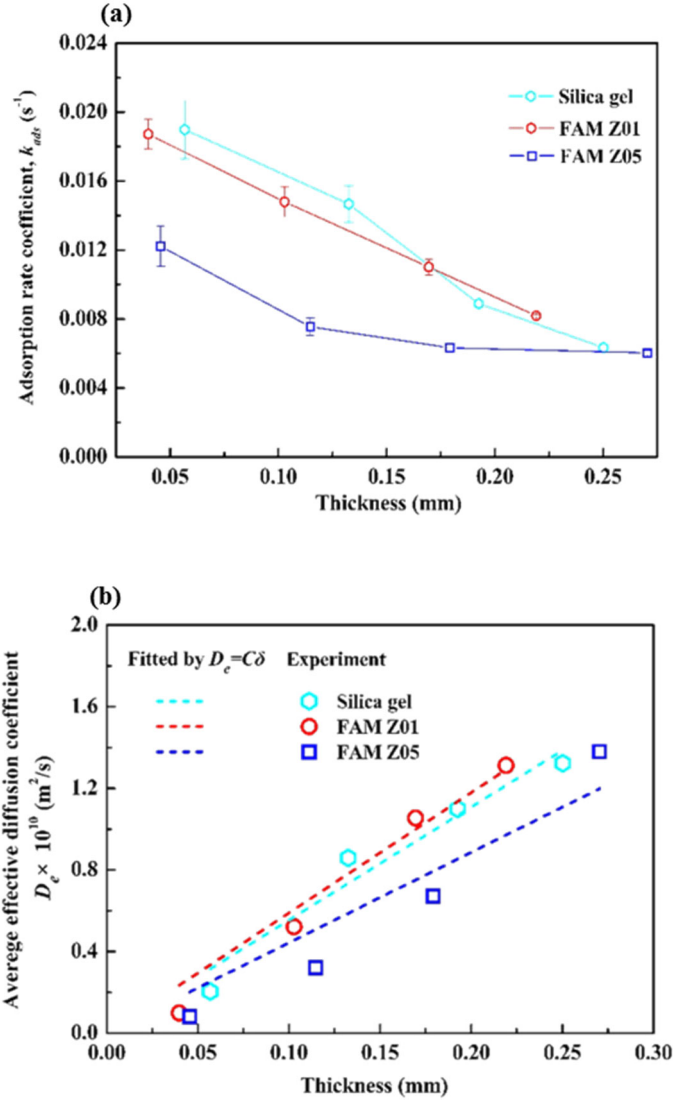 (a)
0.024
0.020
0.016
0.012
0.008
0.004
0.000
Adsorption rate coefficient, k_ads (s⁻¹)
Silica gel
FAM Z01
FAM Z05
0.05 0.10 0.15 0.20 0.25
Thickness (mm)
(b)
2.0
1.6
1.2
0.8
0.4
0.0
Averege effective diffusion coefficient
D_e × 10¹⁰ (m²/s)
Fitted by D_e=Cδ Experiment
Silica gel
FAM Z01
FAM Z05
0.00 0.05 0.10 0.15 0.20 0.25 0.30
Thickness (mm)